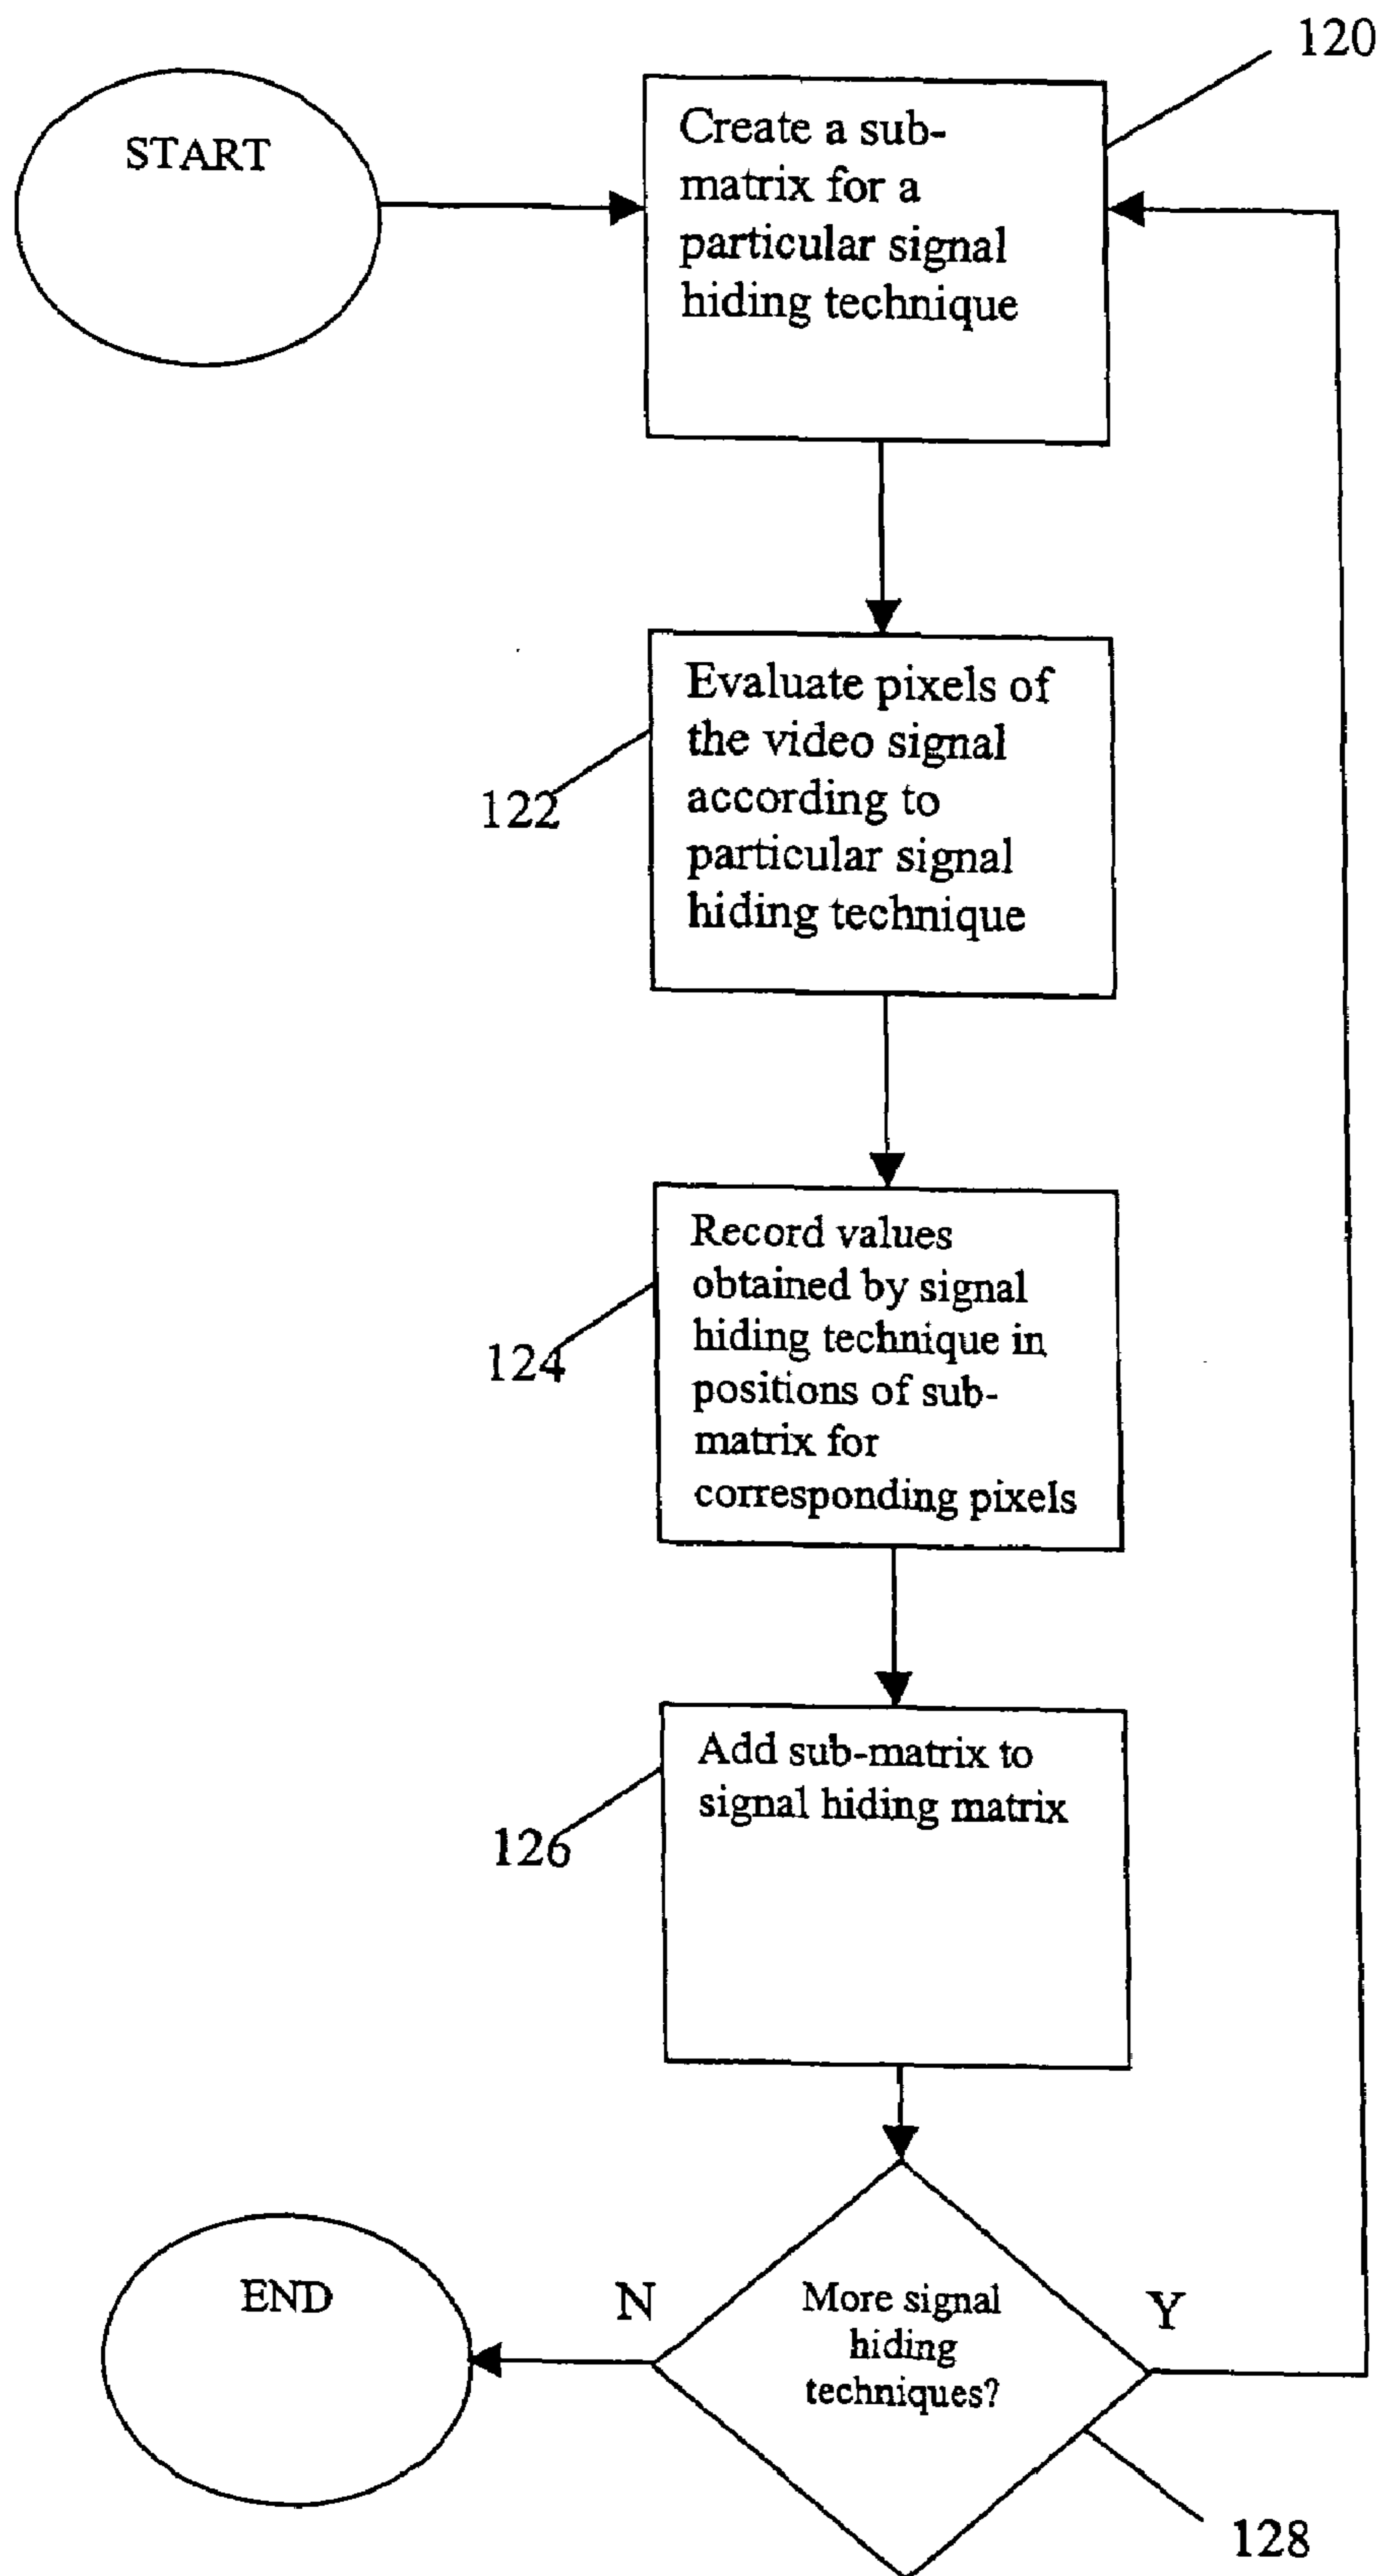 120
START
Create a sub-
matrix for a
particular signal
hiding technique
Evaluate pixels of
the video signal
according to
particular signal
hiding technique
122
Record values
obtained by signal
hiding technique in
positions of sub-
matrix for
corresponding pixels
124
Add sub-matrix to
signal hiding matrix
126
END
N
More signal
hiding
techniques?
Y
128